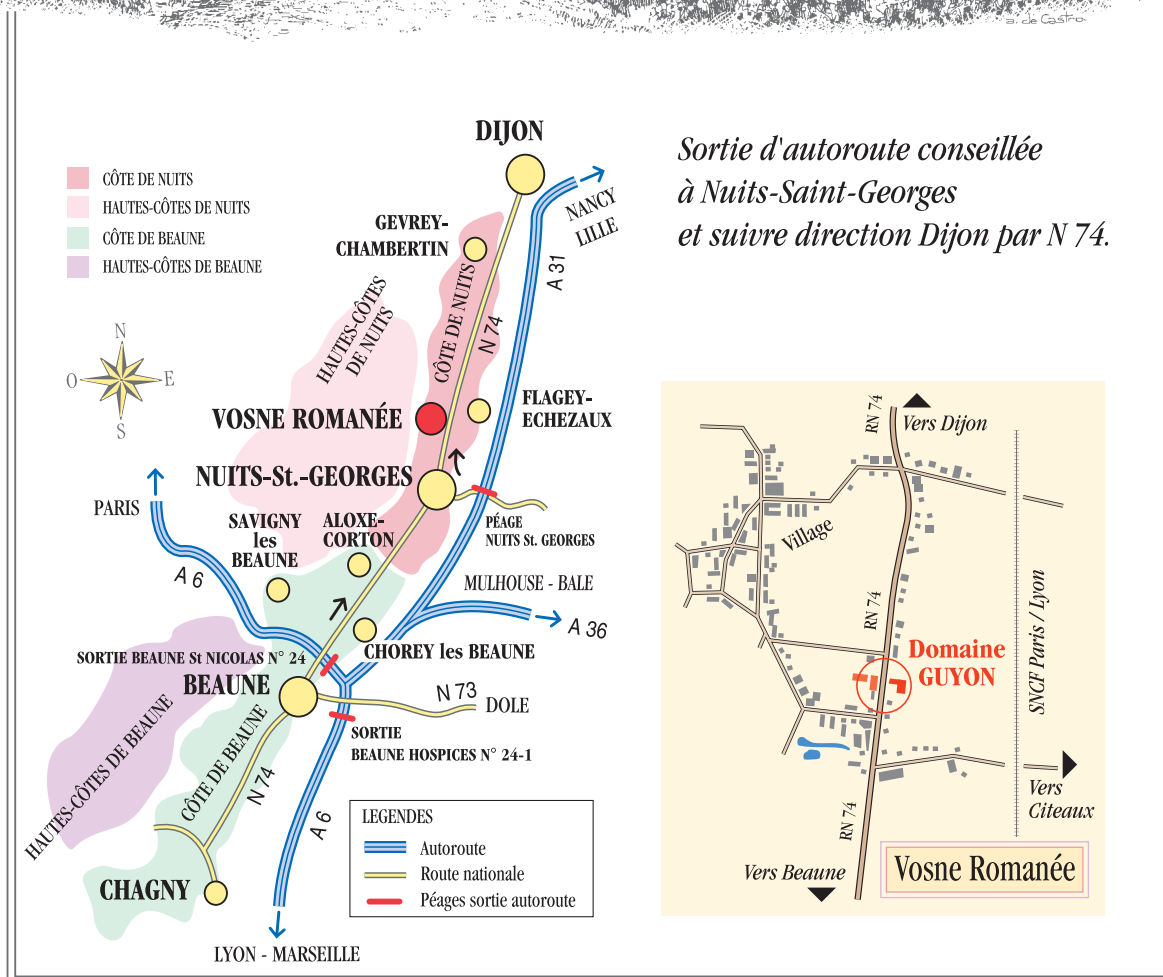 a. de Castro
DIJON
Sortie d'autoroute conseillée
à Nuits-Saint-Georges
et suivre direction Dijon par N 74.
CÔTE DE NUITS
HAUTES-CÔTES DE NUITS
CÔTE DE BEAUNE
HAUTES-CÔTES DE BEAUNE
NANCY
LILLE
GEVREY-
CHAMBERTIN
A 31
HAUTES-CÔTES
DE NUITS
CÔTE DE NUITS
N 74
N
O
E
S
VOSNE ROMANÉE
FLAGEY-
ECHEZAUX
NUITS-St.-GEORGES
PARIS
A 6
SAVIGNY
les
BEAUNE
ALOXE-
CORTON
PÉAGE
NUITS St. GEORGES
MULHOUSE - BALE
A 36
CHOREY les BEAUNE
SORTIE BEAUNE St NICOLAS N° 24
BEAUNE
N 73
DOLE
SORTIE
BEAUNE HOSPICES N° 24-1
HAUTES-CÔTES DE BEAUNE
CÔTE DE BEAUNE
N 74
A 6
CHAGNY
LYON - MARSEILLE
LEGENDES
Autoroute
Route nationale
Péages sortie autoroute
RN 74
Vers Dijon
Village
RN 74
SNCF Paris / Lyon
Domaine
GUYON
Vers
Citeaux
RN 74
Vers Beaune
Vosne Romanée